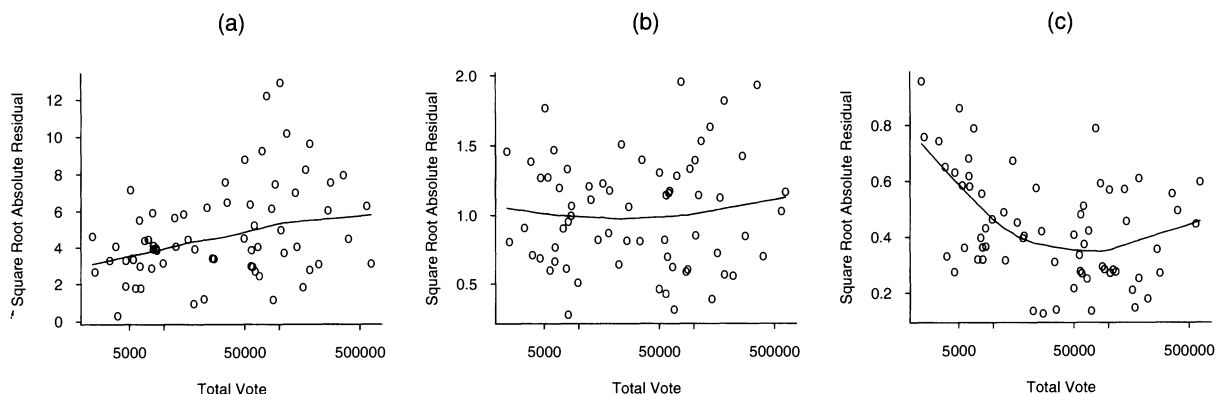 (a)
(b)
(c)
Square Root Absolute Residual
12
10
8
6
4
2
0
5000
50000
500000
Total Vote
Square Root Absolute Residual
2.0
1.5
1.0
0.5
5000
50000
500000
Total Vote
Square Root Absolute Residual
0.8
0.6
0.4
0.2
5000
50000
500000
Total Vote